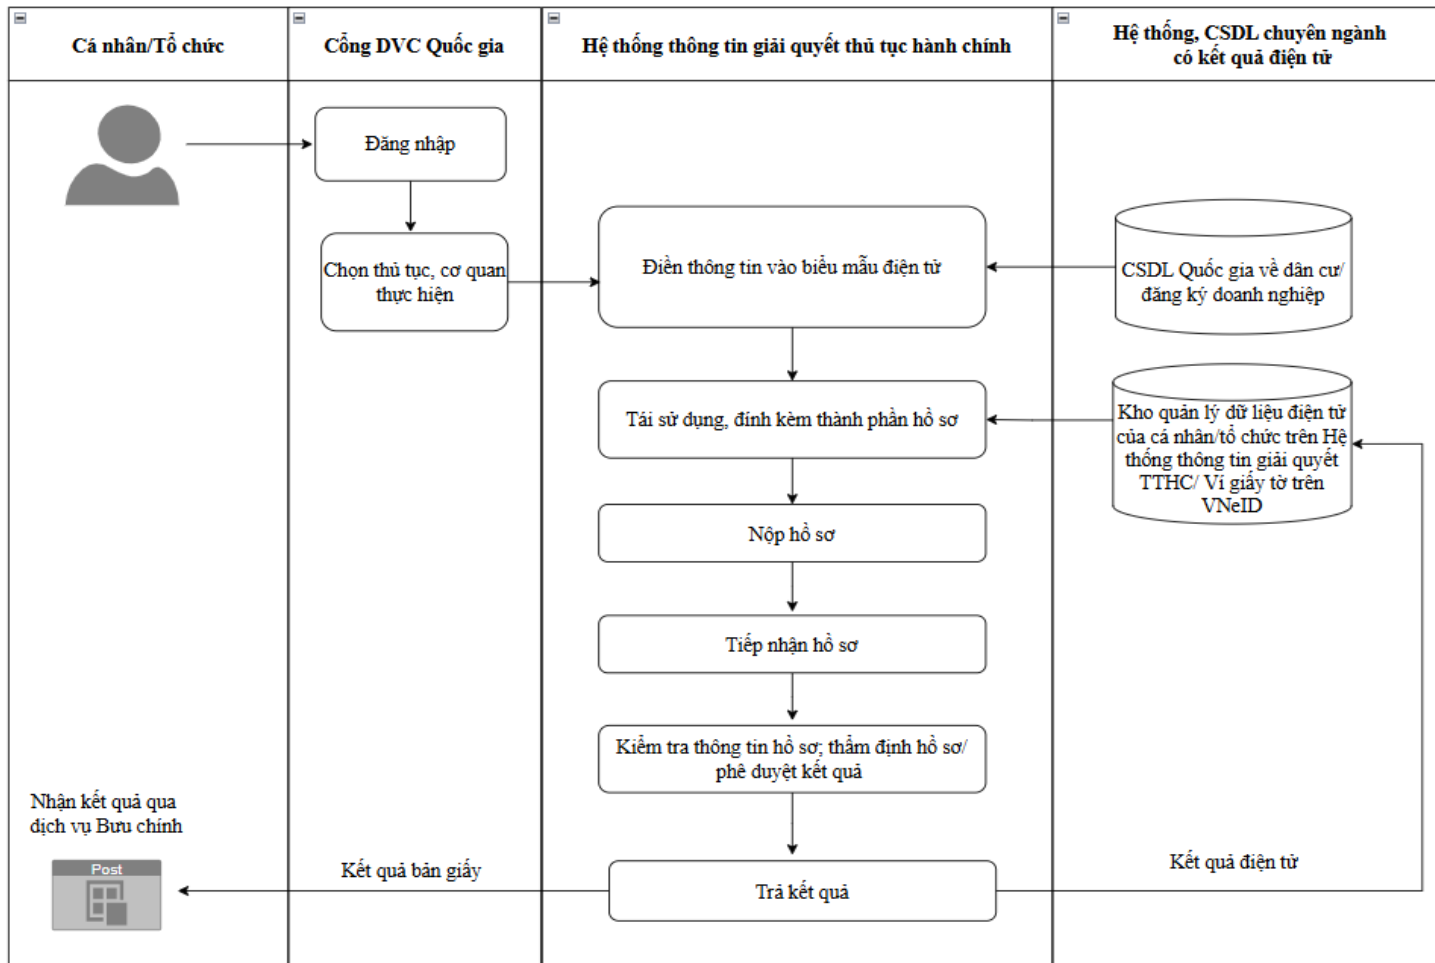 Cá nhân/Tổ chức
Cổng DVC Quốc gia
Hệ thống thông tin giải quyết thủ tục hành chính
Hệ thống, CSDL chuyên ngành
có kết quả điện tử
Đăng nhập
Chọn thủ tục, cơ quan
thực hiện
Điền thông tin vào biểu mẫu điện tử
CSDL Quốc gia về dân cư/
đăng ký doanh nghiệp
Tái sử dụng, đính kèm thành phần hồ sơ
Kho quản lý dữ liệu điện tử
của cá nhân/tổ chức trên Hệ
thống thông tin giải quyết
TTHC/ Ví giấy tờ trên
VNeID
Nộp hồ sơ
Tiếp nhận hồ sơ
Kiểm tra thông tin hồ sơ; thẩm định hồ sơ/
phê duyệt kết quả
Nhận kết quả qua
dịch vụ Bưu chính
Post
Kết quả bản giấy
Trả kết quả
Kết quả điện tử